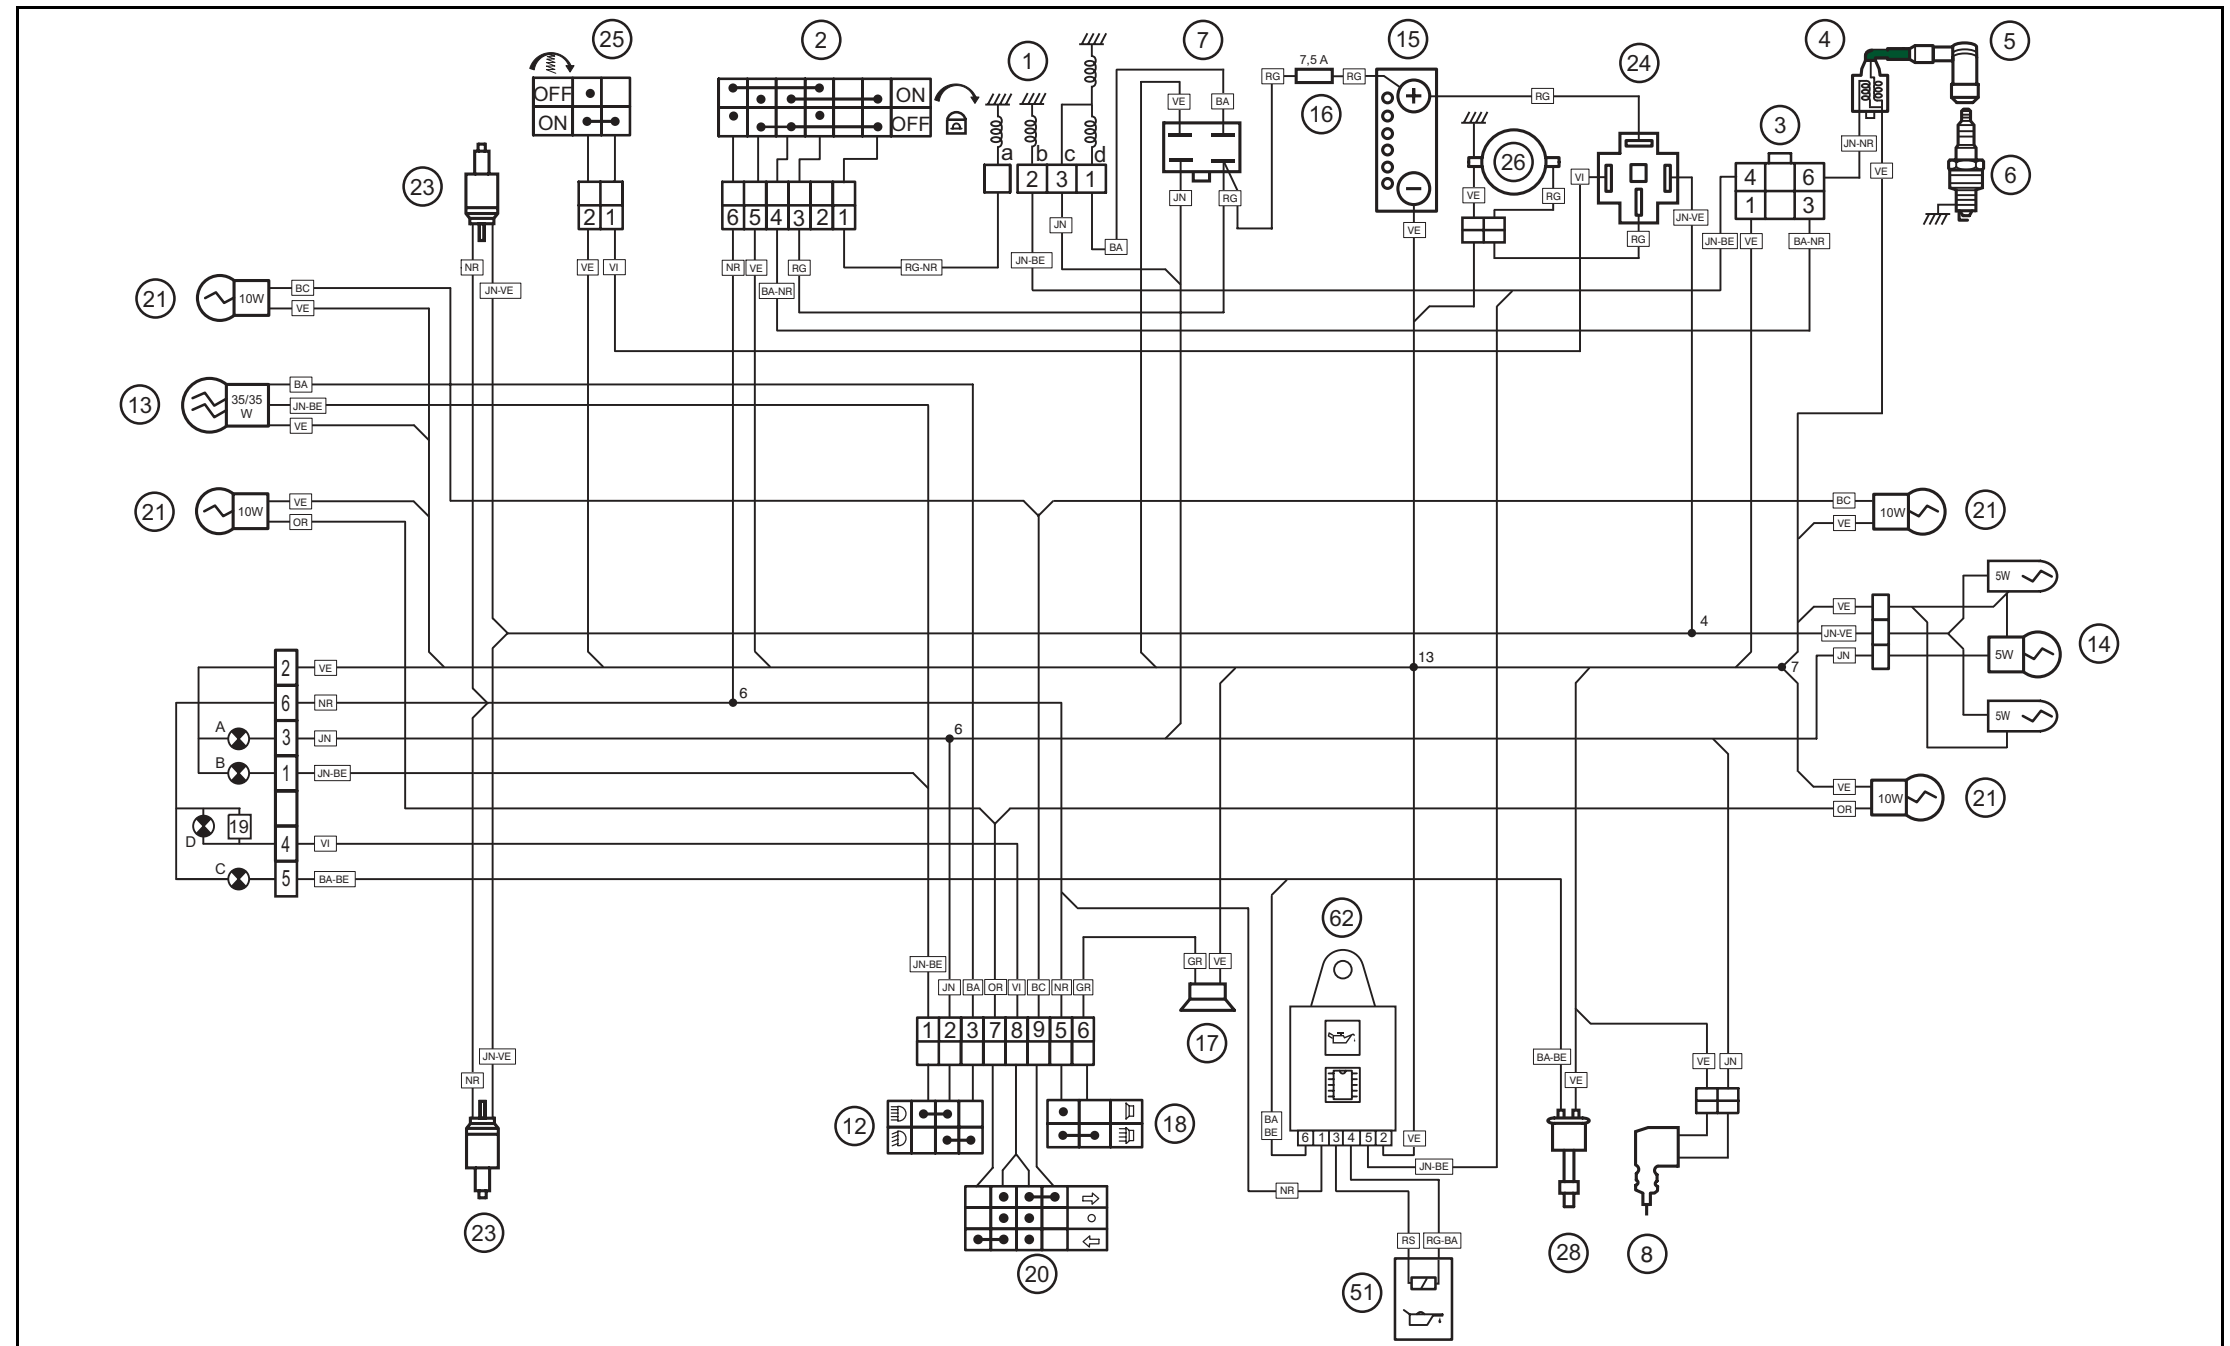 25
2
1
7
15
24
4
5
7,5 A
RG
RG
16
OFF
ON
ON
OFF
VE
BA
RG
3
26
23
a
b
c
d
2
3
1
VI
JN-NR
VE
4
6
1
3
6
2
1
6
5
4
3
2
1
JN
RG
VE
RG
VE
RG
JN-VE
JN-BE
VE
BA-NR
JN
BA
NR
VE
VI
NR
VE
RG
RG-NR
JN-BE
JN-VE
BA-NR
21
10W
BC
VE
13
35/35
W
BA
JN-BE
VE
21
10W
VE
OR
BC
VE
10W
21
5W
VE
JN-VE
JN
5W
14
5W
4
13
7
2
VE
6
NR
6
A
3
JN
6
B
1
JN-BE
D
19
4
VI
C
5
BA-BE
VE
OR
10W
21
62
JN-BE
JN
BA
OR
VI
BC
NR
GR
GR
VE
1
2
3
7
8
9
5
6
17
JN-VE
NR
BA-BE
VE
VE
JN
12
18
BA
BE
6
1
3
4
5
2
VE
JN-BE
NR
23
20
RS
RG-BA
51
28
8